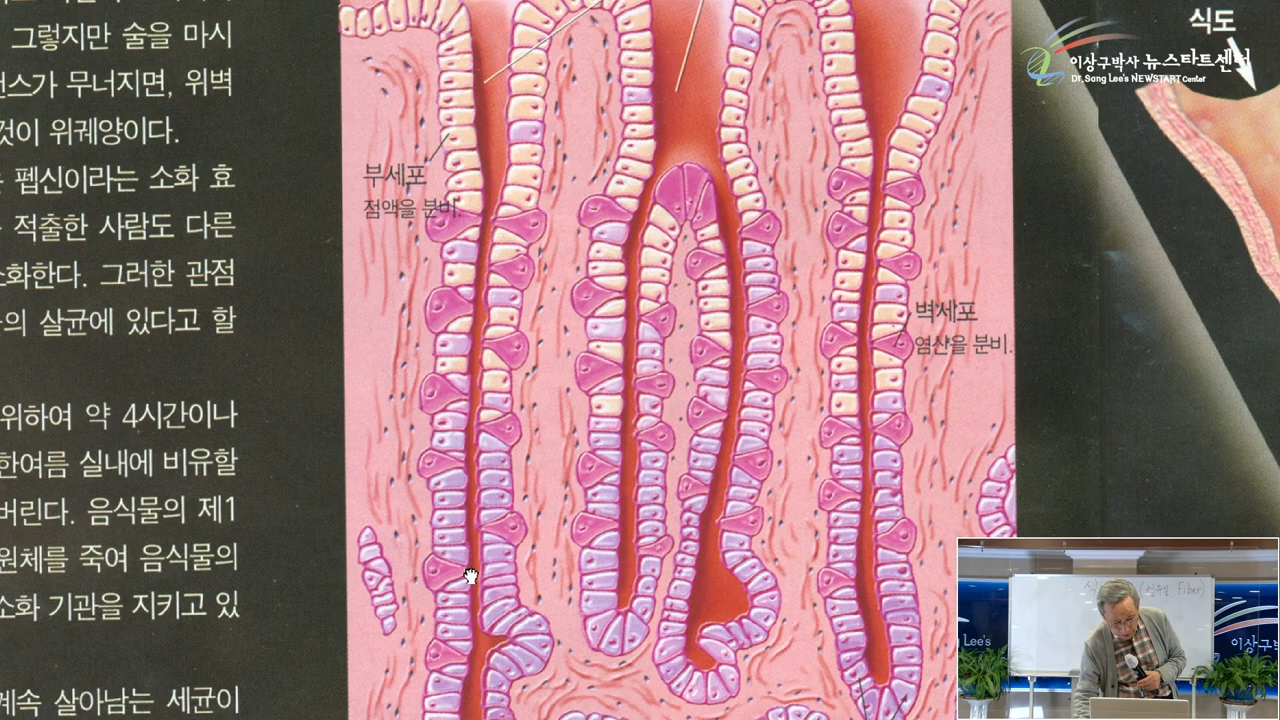 그렇지만 술을 마시
무너지면, 위벽
것이 위궤양이다.
펩신이라는 소화 효
적출한 사람도 다른
소화한다. 그러한 관점
살균에 있다고 할
위하여 약 4시간이나
한여름 실내에 비유할
버린다. 음식물의 제1
원체를 죽여 음식물의
소화 기관을 지키고 있
계속 살아남는 세균이
부세포
점액을 분비.
벽세포
염산을 분비.
식도
이상구박사 뉴스타트센터
Dr. Sang Lee's NEWSTART Center
Fiber)
Lee's
이상구